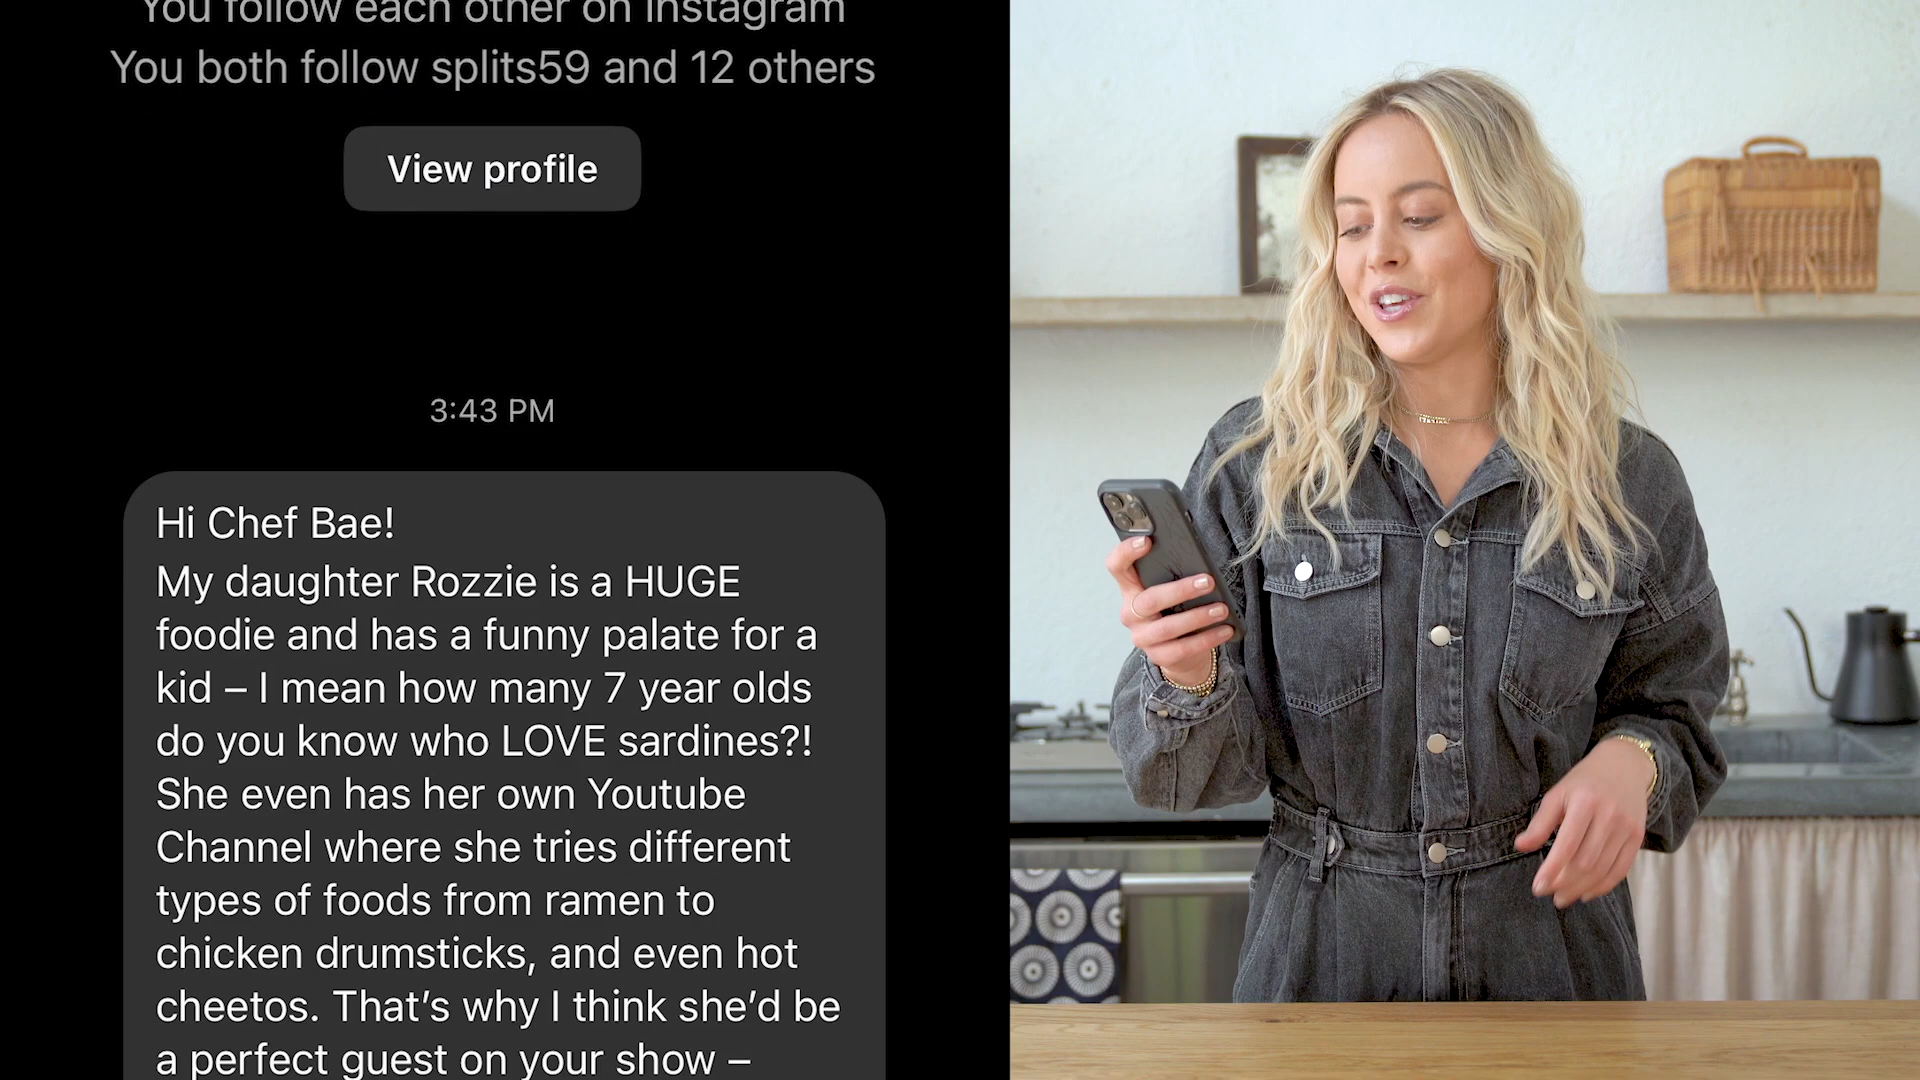 You follow each other on Instagram
You both follow splits59 and 12 others
View profile
3:43 PM
Hi Chef Bae!
My daughter Rozzie is a HUGE
foodie and has a funny palate for a
kid – I mean how many 7 year olds
do you know who LOVE sardines?!
She even has her own Youtube
Channel where she tries different
types of foods from ramen to
chicken drumsticks, and even hot
cheetos. That’s why I think she’d be
a perfect guest on your show –